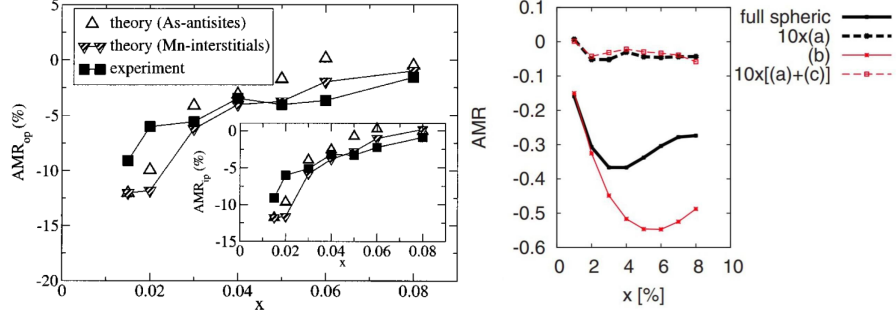 theory (As-antisites)
theory (Mn-interstitials)
experiment
5
0
-5
-10
-15
-20
AMR_op (%)
0
0.02
0.04
0.06
0.08
x
0
-5
-10
-15
AMR_ip (%)
0
0.02
0.04
0.06
0.08
x
0.1
0
-0.1
-0.2
-0.3
-0.4
-0.5
-0.6
AMR
0
2
4
6
8
10
x [%]
full spheric
10x(a)
(b)
10x[(a)+(c)]